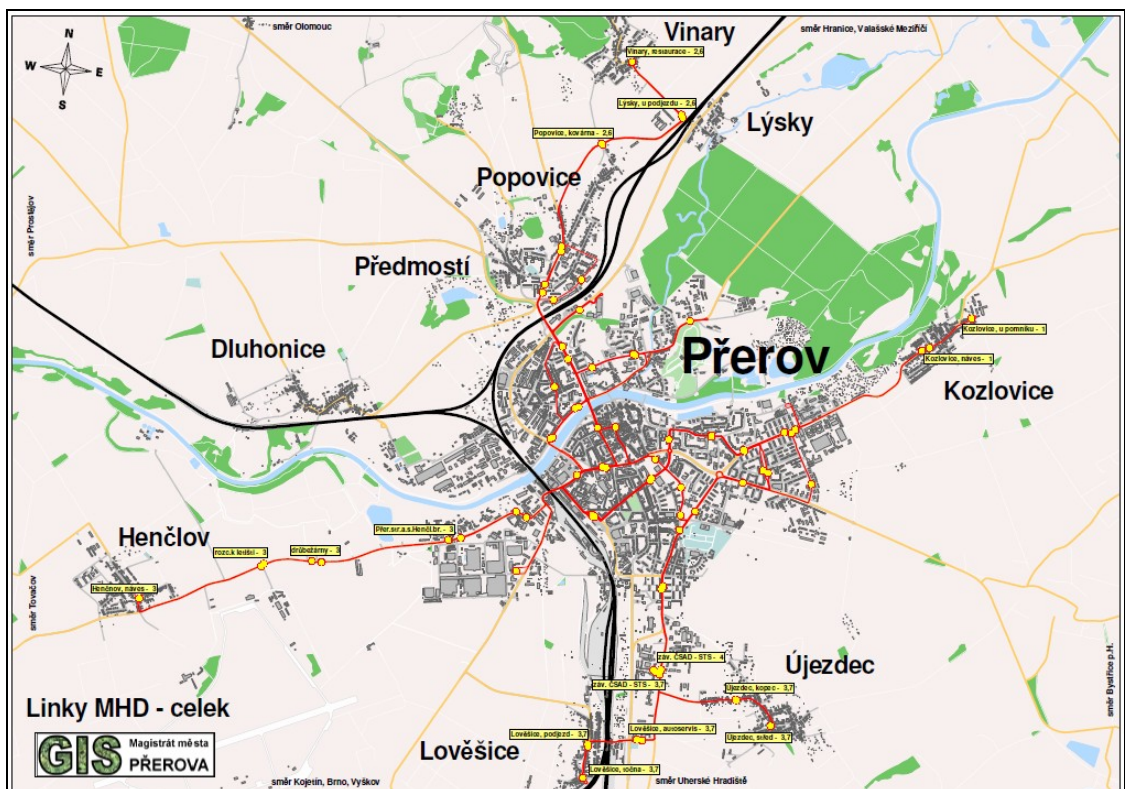 směr Olomouc
Vinary
směr Hranice, Valašské Meziříčí
N
W E
S
Vinary, restaurace - 2,6
Lýsky, u podjezdu - 2,6
Lýsky
Popovice, kovárna - 2,6
Popovice
směr Prostějov
Předmostí
Dluhonice
Přerov
Kozlovice, u pomníku - 1
Kozlovice, náves - 1
Kozlovice
Henčlov
Přer.str.a.s.Henčl.br. - 3
rozc.k letišti - 3
drůbežárny - 3
Henčlov, náves - 3
směr Tovačov
záv. ČSAD - STS - 4
záv. ČSAD - STS - 3,7
Újezdec
Újezdec, kopec - 3,7
Újezdec, střed - 3,7
směr Bystřice p.H.
Linky MHD - celek
GIS
Magistrát města
PŘEROVA
Lověšice
Lověšice, podjezd - 3,7
Lověšice, autoservis - 3,7
Lověšice, točna - 3,7
směr Kojetín, Brno, Vyškov
směr Uherské Hradiště